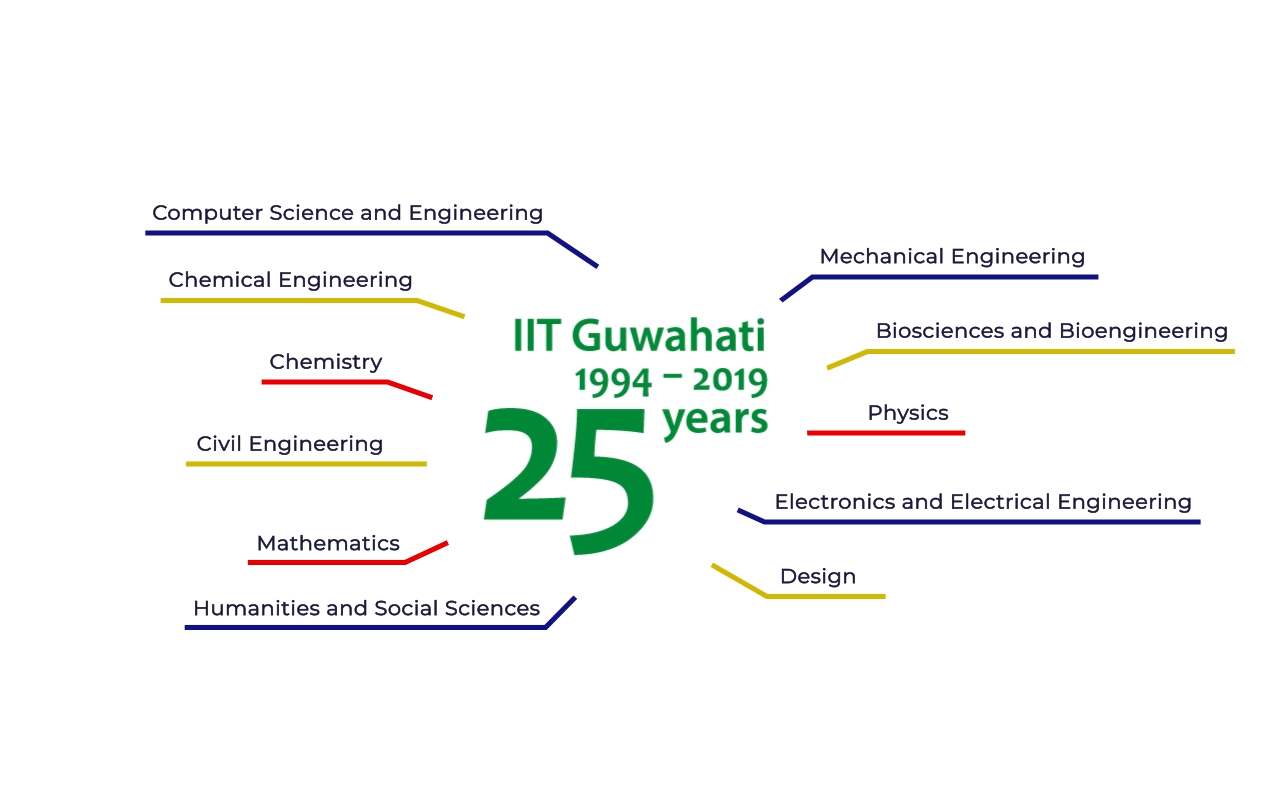 Computer Science and Engineering
Chemical Engineering
Chemistry
Civil Engineering
Mathematics
Humanities and Social Sciences
IIT Guwahati
1994 – 2019
25 years
Mechanical Engineering
Biosciences and Bioengineering
Physics
Electronics and Electrical Engineering
Design